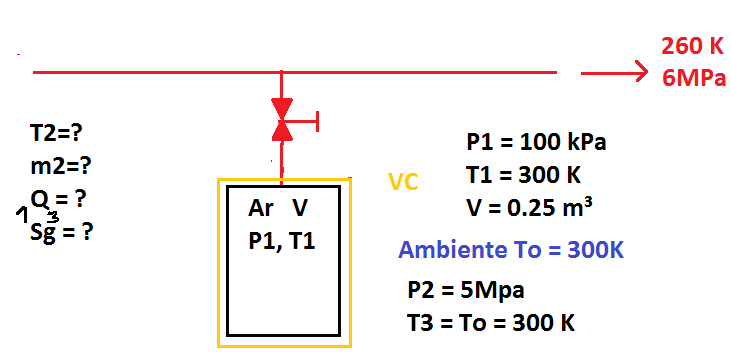 260 K
6MPa
T2=?
m2=?
1Q3 = ?
Sg = ?
VC
Ar V
P1, T1
P1 = 100 kPa
T1 = 300 K
V = 0.25 m³
Ambiente To = 300K
P2 = 5Mpa
T3 = To = 300 K